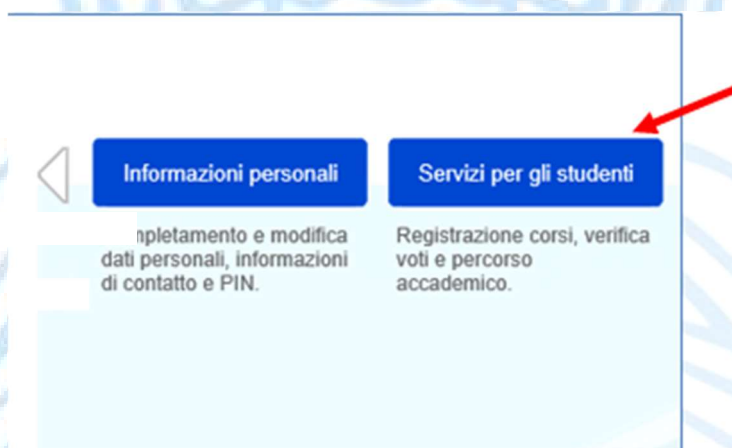 Informazioni personali
Servizi per gli studenti
e modifica
dati personali, informazioni
di contatto e PIN.
Registrazione corsi, verifica
voti e percorso
accademico.